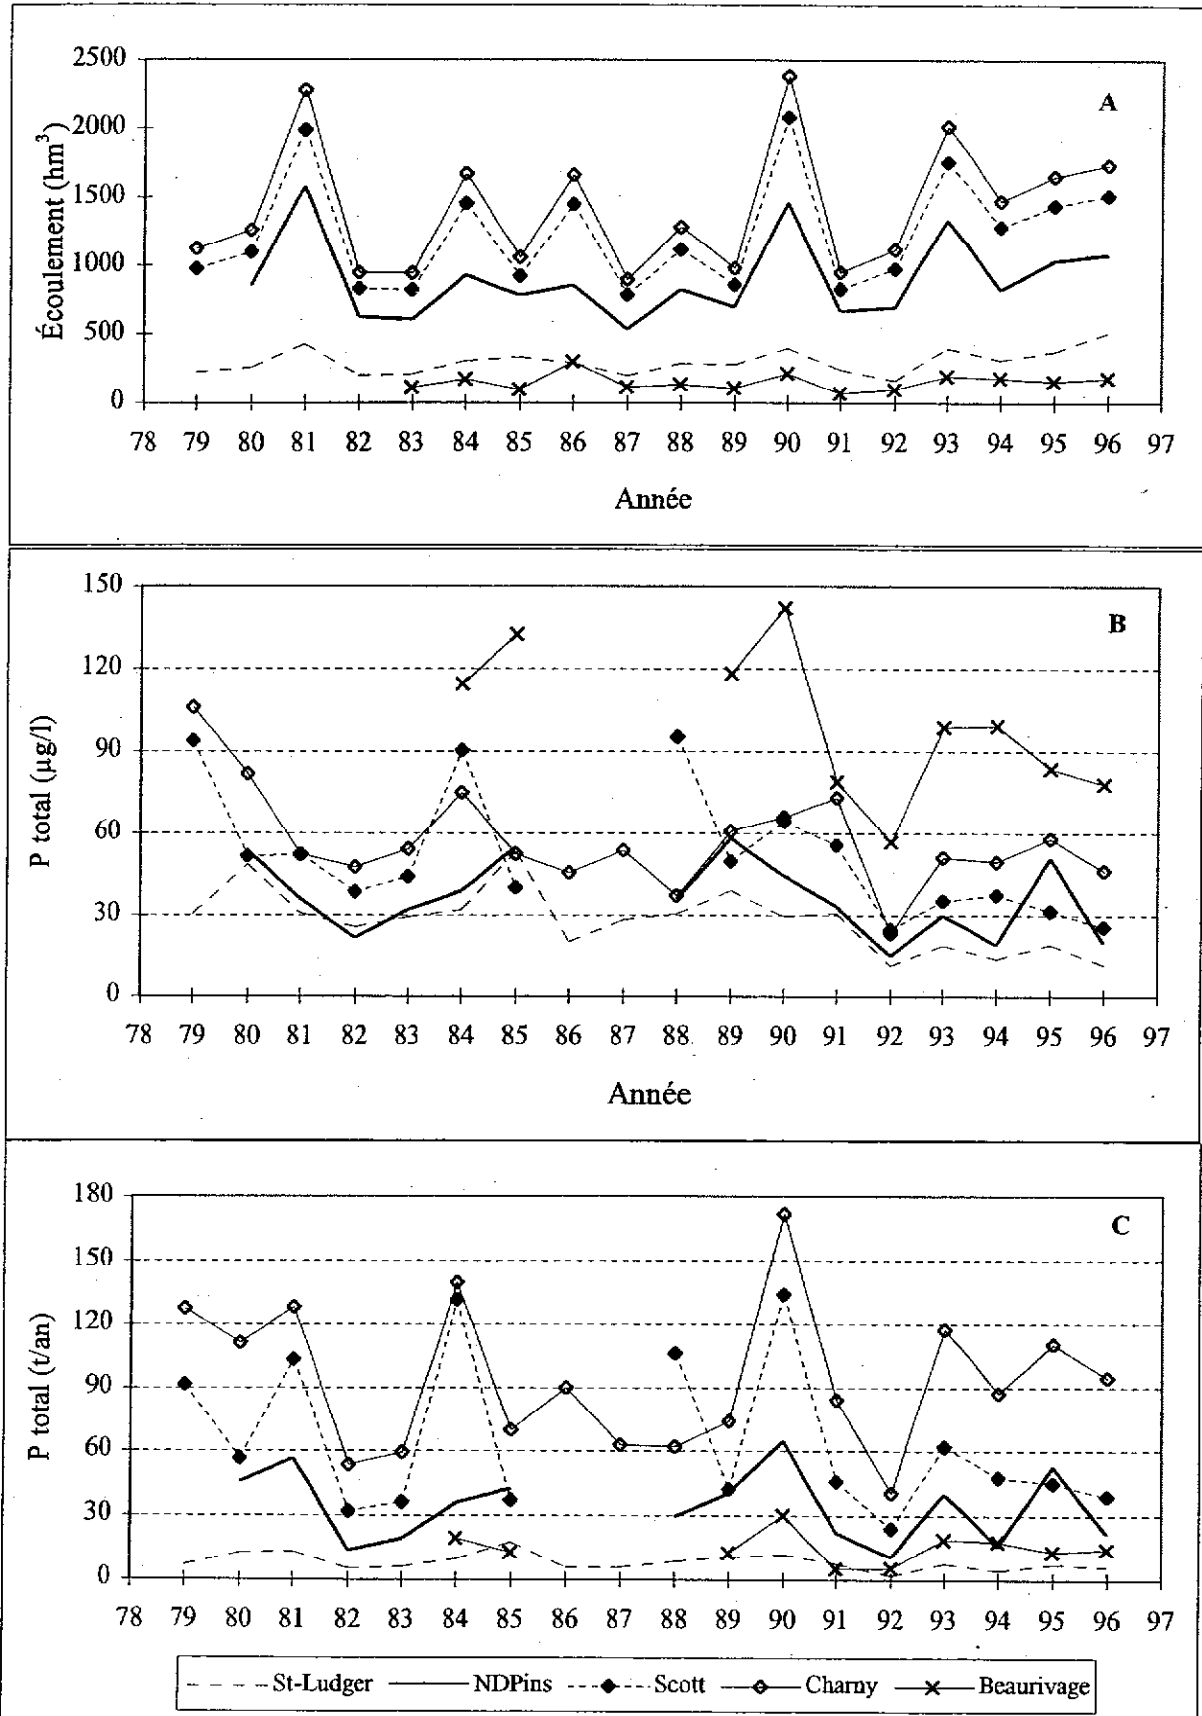 A
Écoulement (hm³)
2500
2000
1500
1000
500
0
78 79 80 81 82 83 84 85 86 87 88 89 90 91 92 93 94 95 96 97
Année
B
P total (µg/l)
150
120
90
60
30
0
78 79 80 81 82 83 84 85 86 87 88 89 90 91 92 93 94 95 96 97
Année
C
P total (t/an)
180
150
120
90
60
30
0
78 79 80 81 82 83 84 85 86 87 88 89 90 91 92 93 94 95 96 97
St-Ludger NDPins Scott Charny Beaurivage